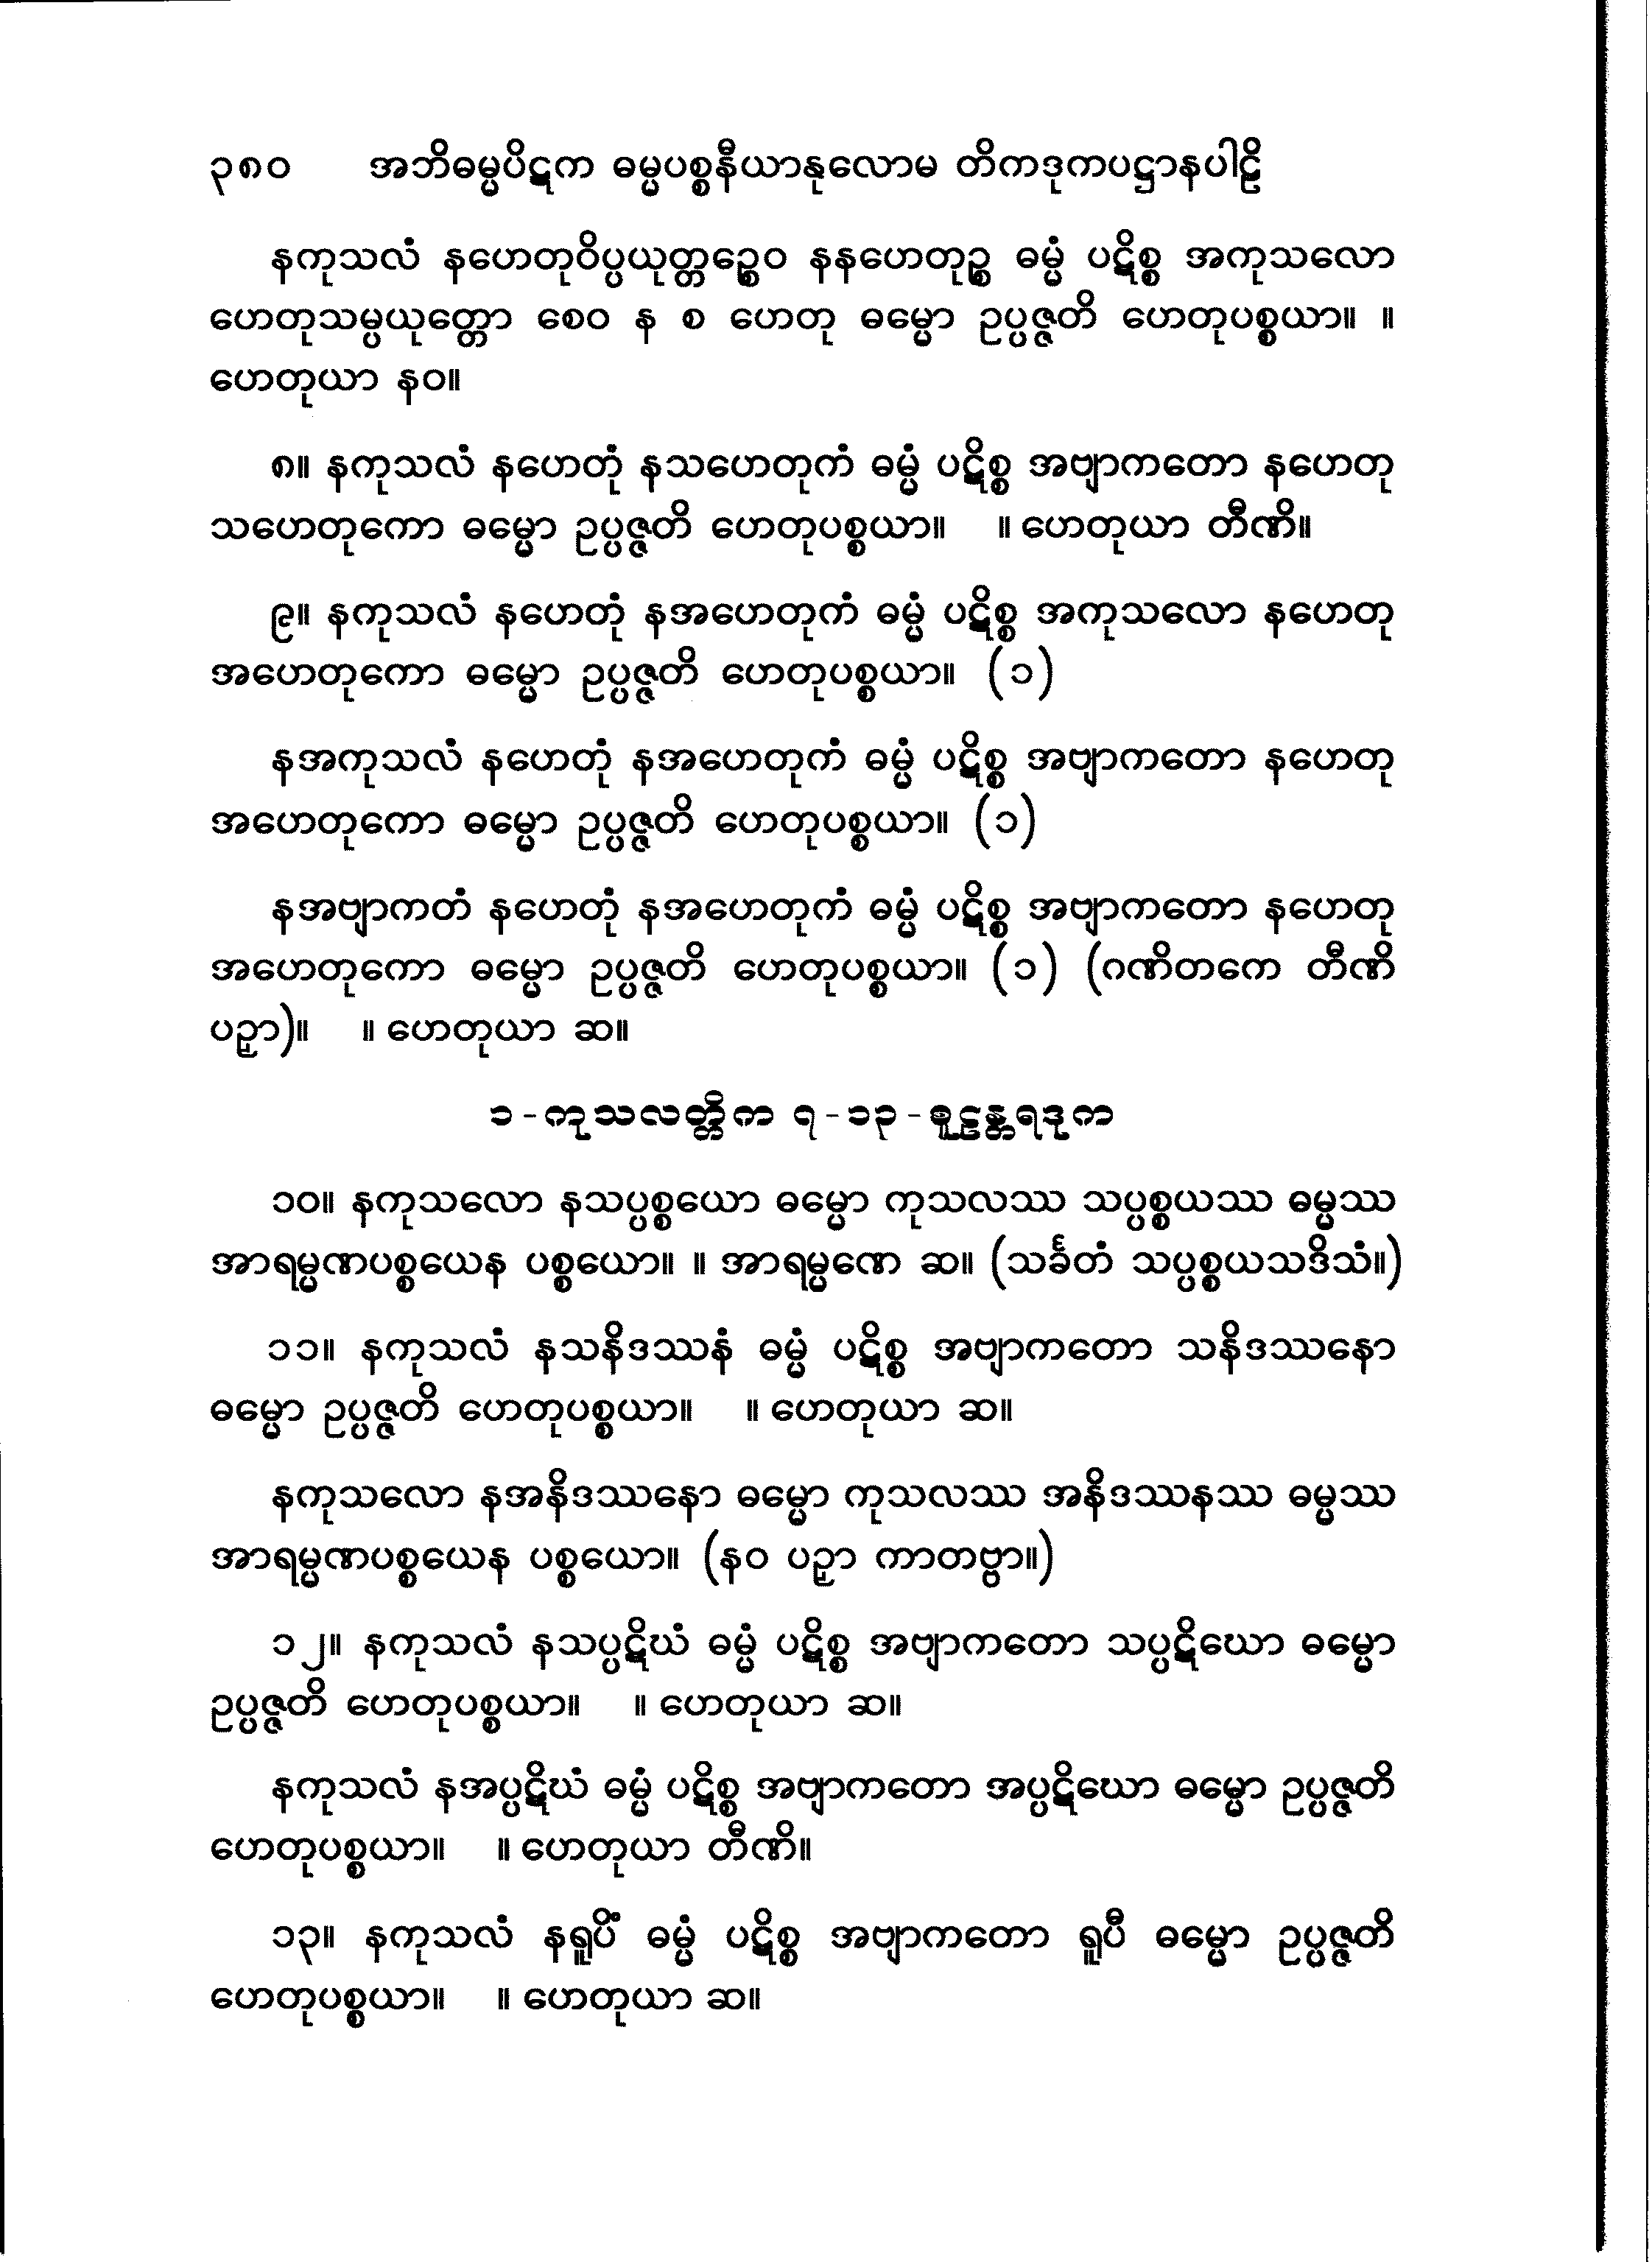 ၃၈၀ အဘိဓမ္မပိဋက ဓမ္မပစ္စနီယာနုလောမ တိကဒုကပဋ္ဌာနပါဠိ
နကုသလံ နဟေတုဝိပ္ပယုတ္တဉ္စေဝ နနဟေတုဉ္စ ဓမ္မံ ပဋိစ္စ အကုသလော
ဟေတုသမ္ပယုတ္တော စေဝ န စ ဟေတု ဓမ္မော ဥပ္ပဇ္ဇတိ ဟေတုပစ္စယာ။ ။
ဟေတုယာ နဝ။
၈။ နကုသလံ နဟေတုံ နသဟေတုကံ ဓမ္မံ ပဋိစ္စ အဗျာကတော နဟေတု
သဟေတုကော ဓမ္မော ဥပ္ပဇ္ဇတိ ဟေတုပစ္စယာ။ ။ ဟေတုယာ တီဏိ။
၉။ နကုသလံ နဟေတုံ နအဟေတုကံ ဓမ္မံ ပဋိစ္စ အကုသလော နဟေတု
အဟေတုကော ဓမ္မော ဥပ္ပဇ္ဇတိ ဟေတုပစ္စယာ။ (၁)
နအကုသလံ နဟေတုံ နအဟေတုကံ ဓမ္မံ ပဋိစ္စ အဗျာကတော နဟေတု
အဟေတုကော ဓမ္မော ဥပ္ပဇ္ဇတိ ဟေတုပစ္စယာ။ (၁)
နအဗျာကတံ နဟေတုံ နအဟေတုကံ ဓမ္မံ ပဋိစ္စ အဗျာကတော နဟေတု
အဟေတုကော ဓမ္မော ဥပ္ပဇ္ဇတိ ဟေတုပစ္စယာ။ (၁) (ဂဏိတကေ တီဏိ
ပဉှာ)။ ။ ဟေတုယာ ဆ။
၁-ကုသလတ္တိက ၇-၁၃-စူဠန္တရဒုက
၁၀။ နကုသလော နသပ္ပစ္စယော ဓမ္မော ကုသလဿ သပ္ပစ္စယဿ ဓမ္မဿ
အာရမ္မဏပစ္စယေန ပစ္စယော။ ။ အာရမ္မဏေ ဆ။ (သင်္ခတံ သပ္ပစ္စယသဒိသံ။)
၁၁။ နကုသလံ နသနိဒဿနံ ဓမ္မံ ပဋိစ္စ အဗျာကတော သနိဒဿနော
ဓမ္မော ဥပ္ပဇ္ဇတိ ဟေတုပစ္စယာ။ ။ ဟေတုယာ ဆ။
နကုသလော နအနိဒဿနော ဓမ္မော ကုသလဿ အနိဒဿနဿ ဓမ္မဿ
အာရမ္မဏပစ္စယေန ပစ္စယော။ (နဝ ပဉှာ ကာတဗ္ဗာ။)
၁၂။ နကုသလံ နသပ္ပဋိဃံ ဓမ္မံ ပဋိစ္စ အဗျာကတော သပ္ပဋိဃော ဓမ္မော
ဥပ္ပဇ္ဇတိ ဟေတုပစ္စယာ။ ။ ဟေတုယာ ဆ။
နကုသလံ နအပ္ပဋိဃံ ဓမ္မံ ပဋိစ္စ အဗျာကတော အပ္ပဋိဃော ဓမ္မော ဥပ္ပဇ္ဇတိ
ဟေတုပစ္စယာ။ ။ ဟေတုယာ တီဏိ။
၁၃။ နကုသလံ နရူပိံ ဓမ္မံ ပဋိစ္စ အဗျာကတော ရူပီ ဓမ္မော ဥပ္ပဇ္ဇတိ
ဟေတုပစ္စယာ။ ။ ဟေတုယာ ဆ။